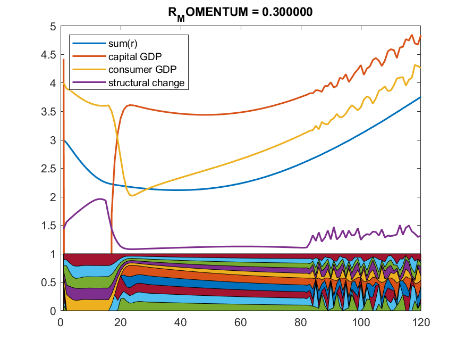 R_MOMENTUM = 0.300000
sum(r)
capital GDP
consumer GDP
structural change
5
4.5
4
3.5
3
2.5
2
1.5
1
0.5
0
0 20 40 60 80 100 120